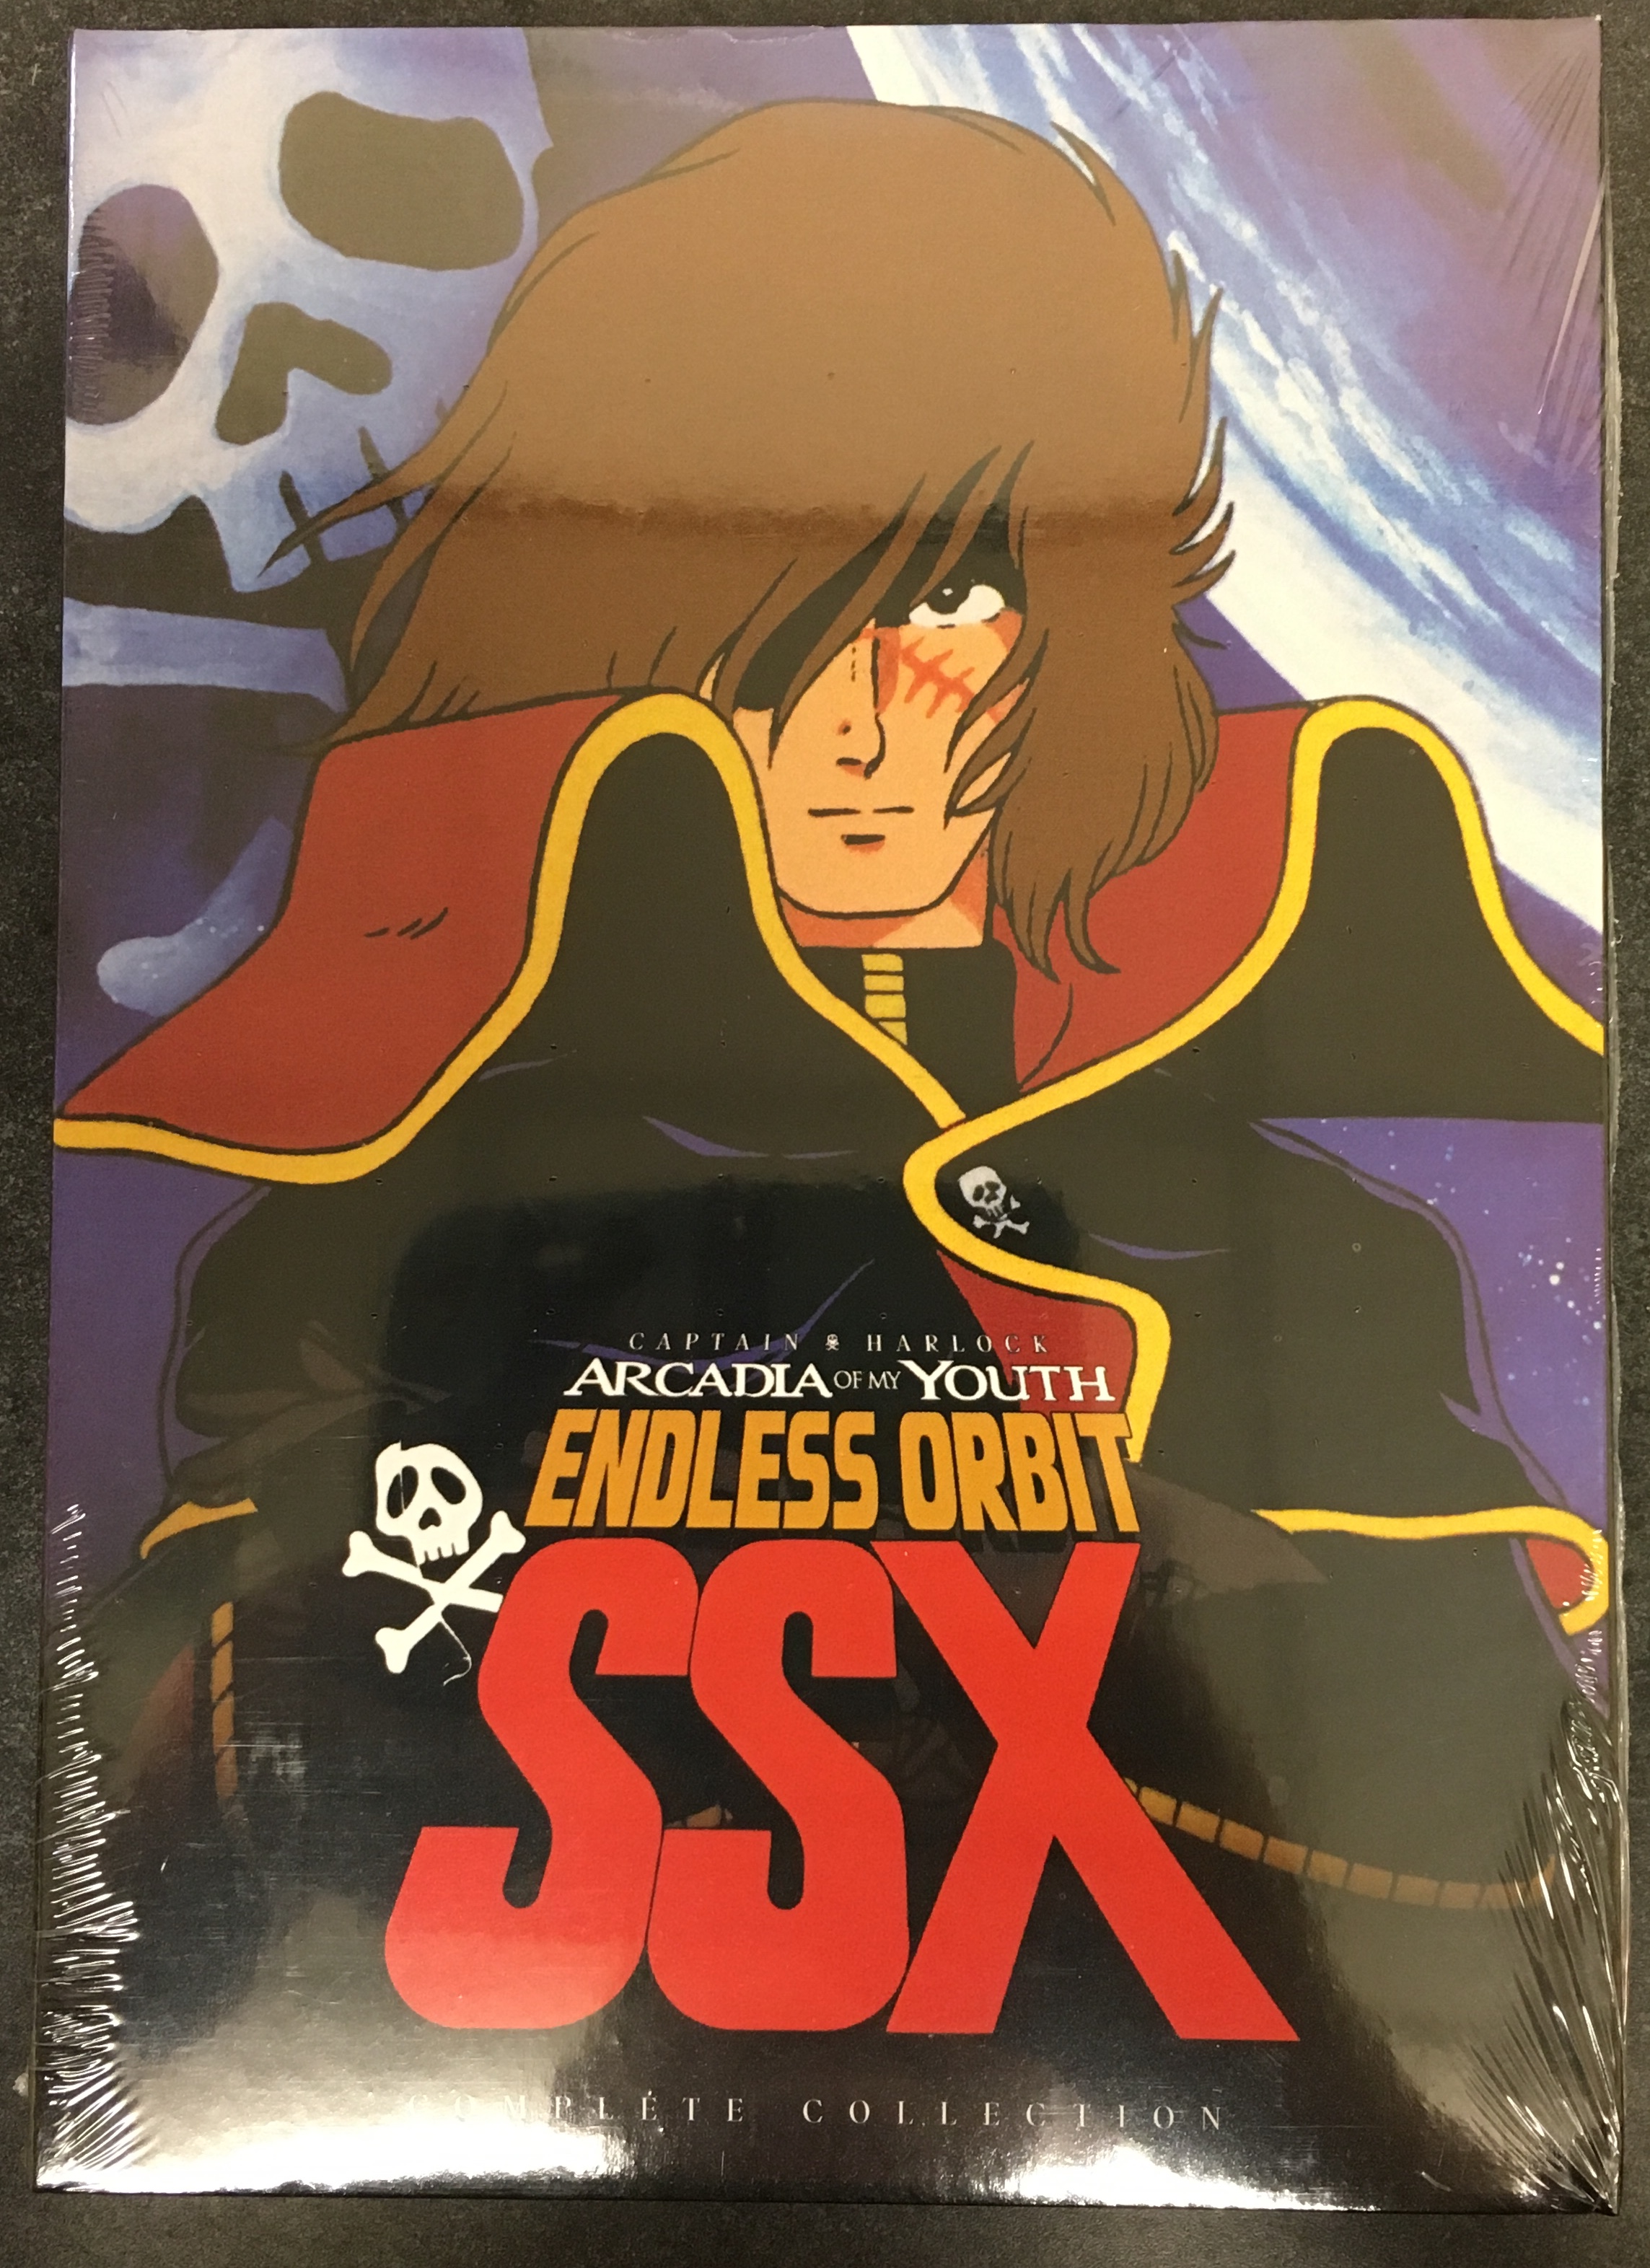 CAPTAIN HARLOCK
ARCADIA OF MY YOUTH
ENDLESS ORBIT
SSX
COMPLETE COLLECTION